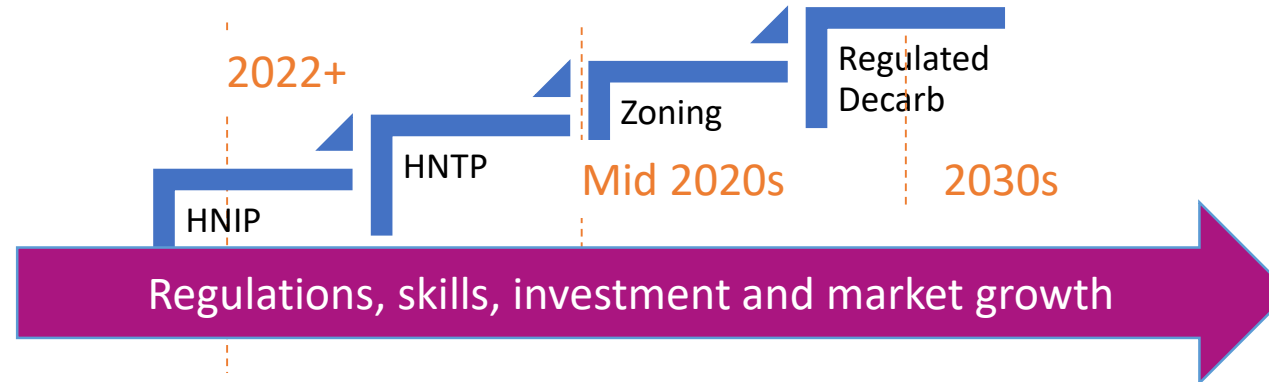 2022+
HNIP
HNTP
Zoning
Regulated
Decarb
Mid 2020s
2030s
Regulations, skills, investment and market growth